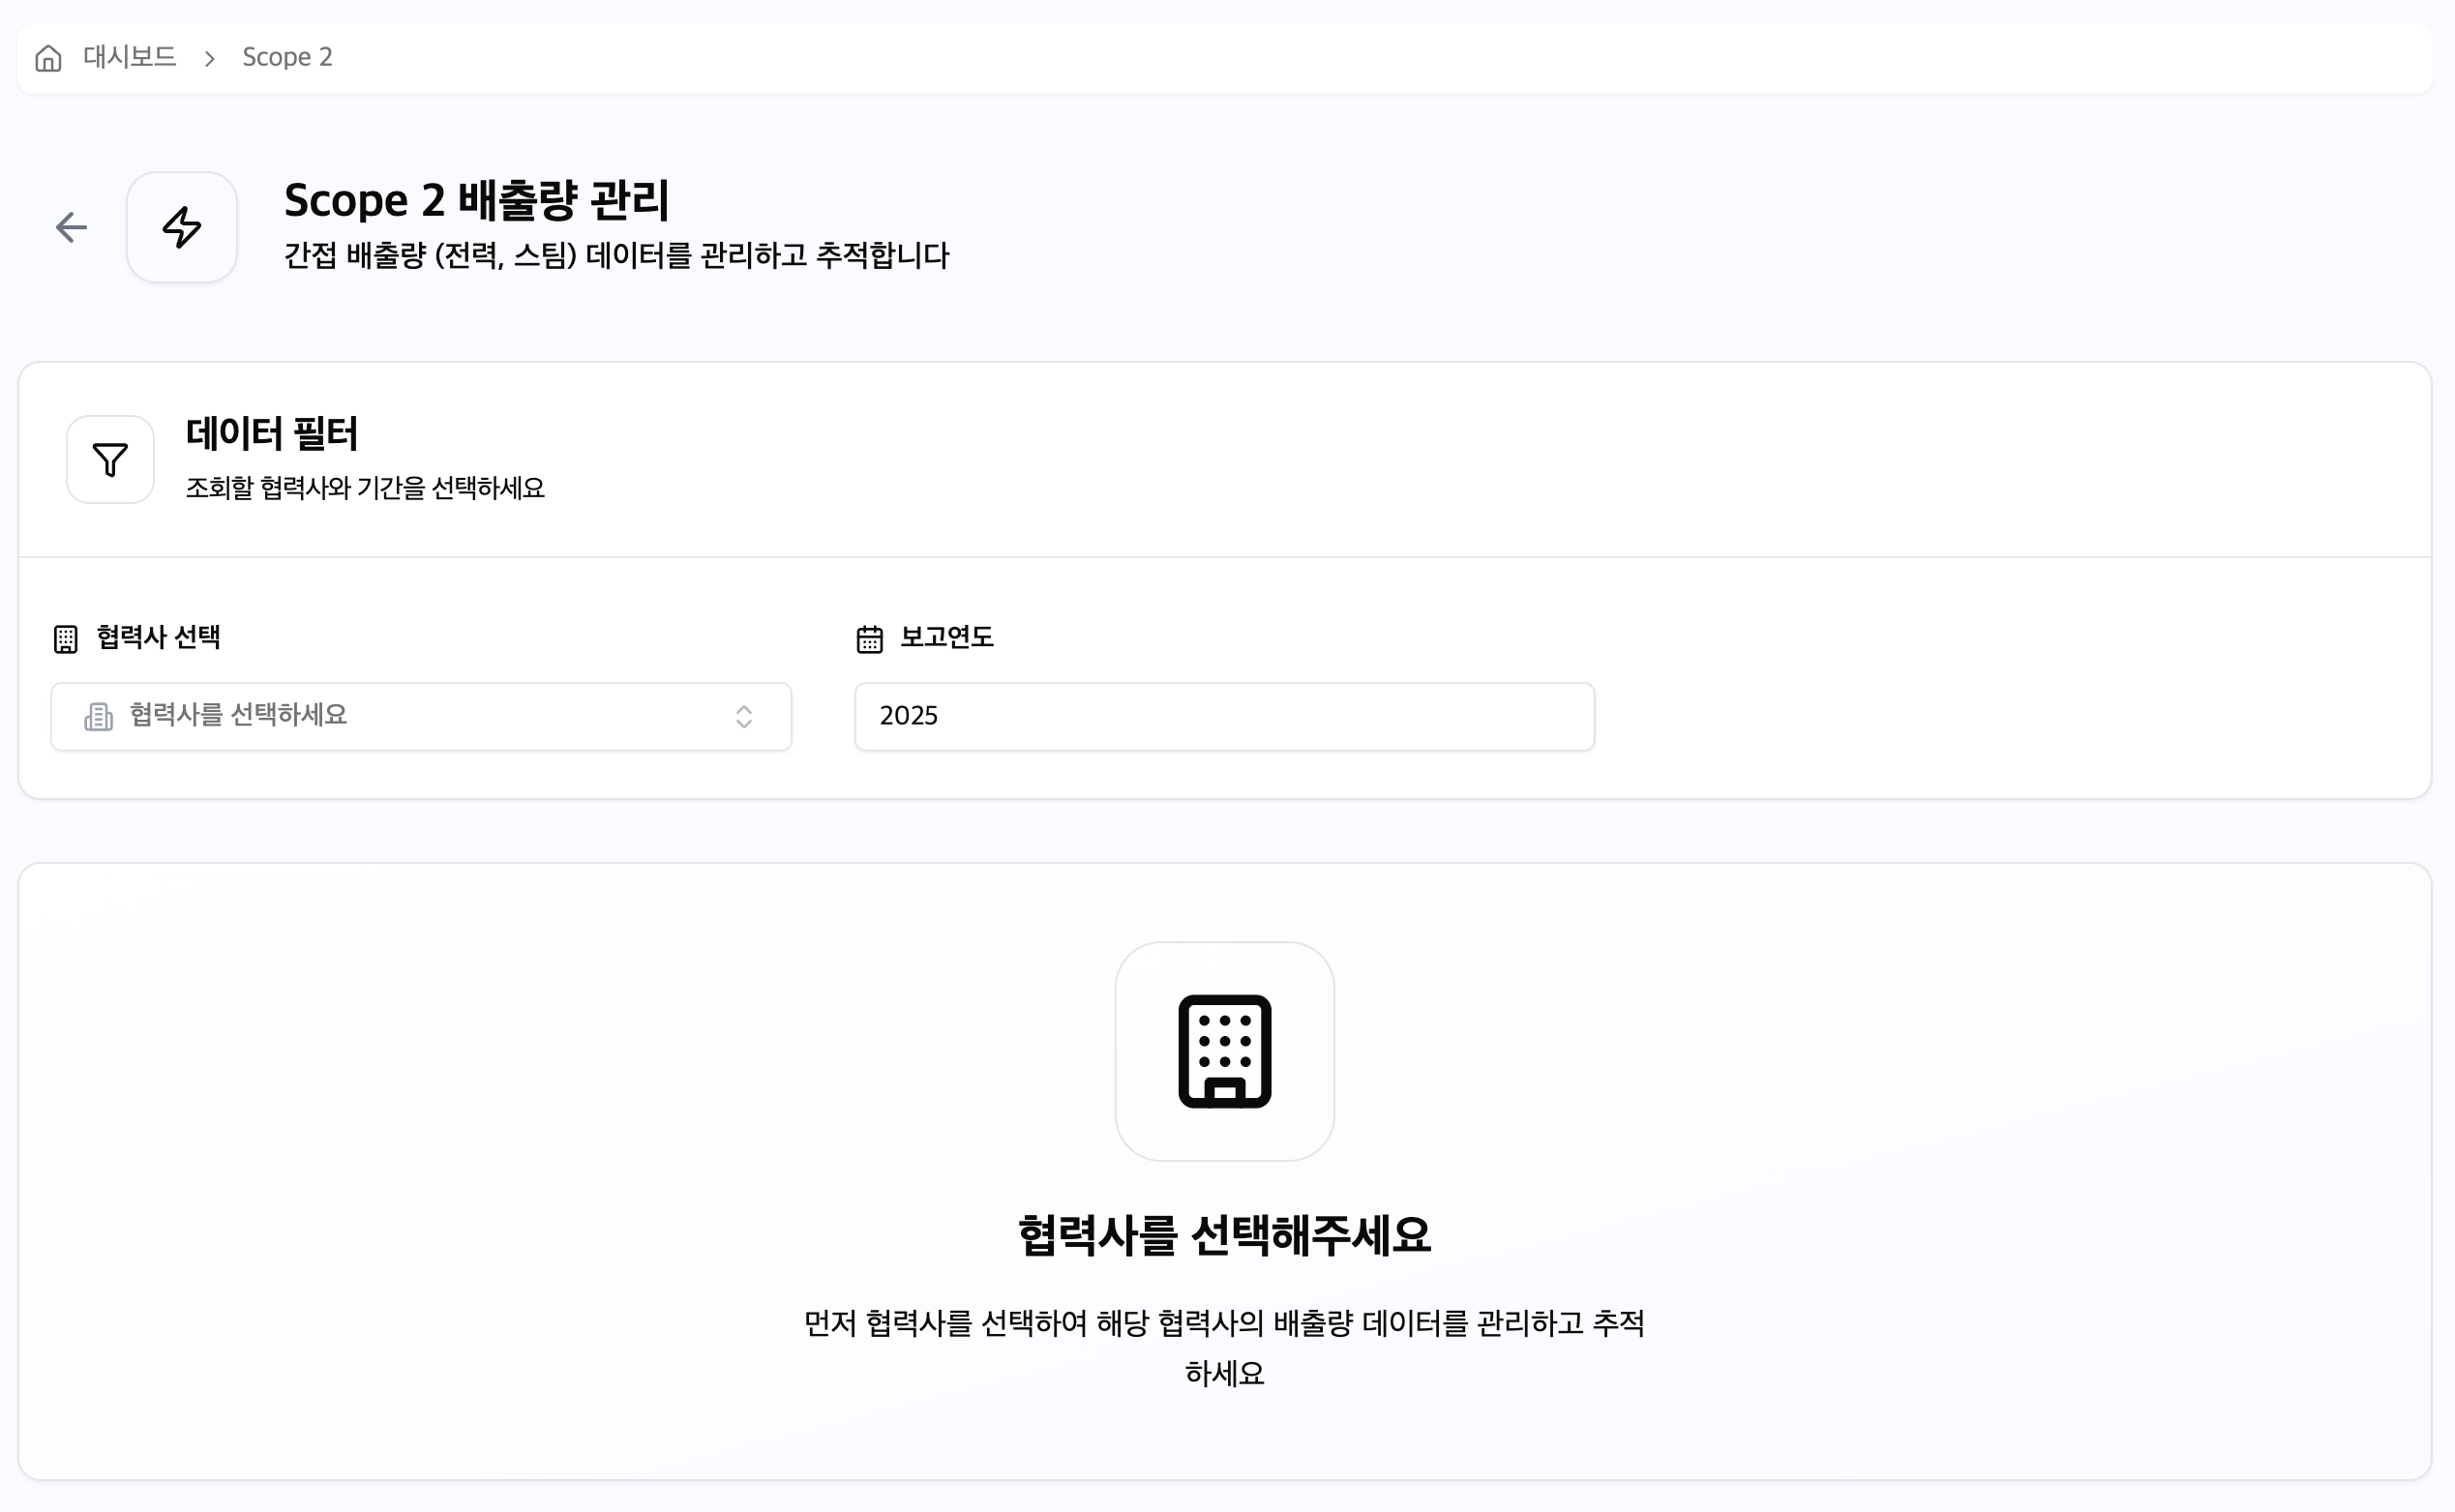 대시보드 > Scope 2
Scope 2 배출량 관리
간접 배출량 (전력, 스팀) 데이터를 관리하고 추적합니다
데이터 필터
조회할 협력사와 기간을 선택하세요
협력사 선택
보고연도
협력사를 선택하세요
2025
협력사를 선택해주세요
먼저 협력사를 선택하여 해당 협력사의 배출량 데이터를 관리하고 추적
하세요